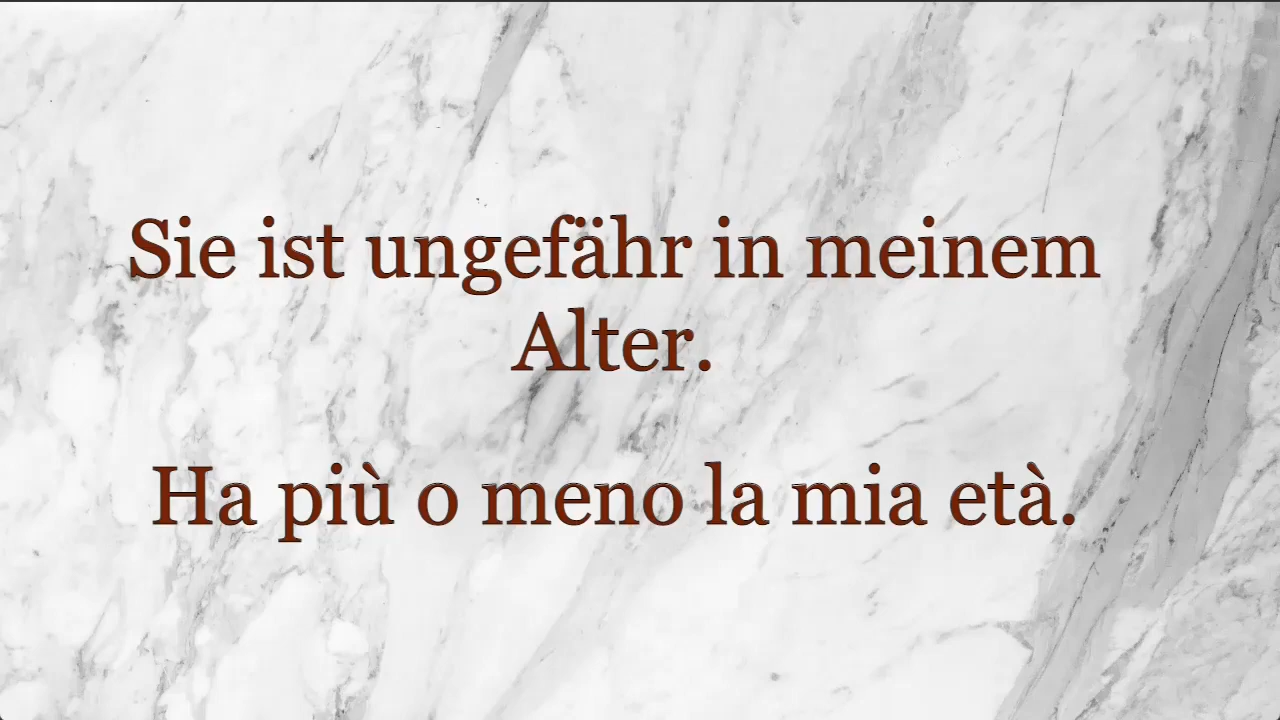 Sie ist ungefähr in meinem
Alter.
Ha più o meno la mia età.